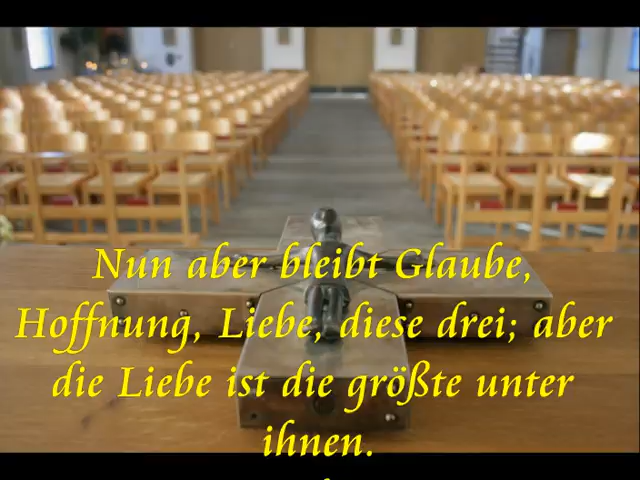 Nun aber bleibt Glaube,
Hoffnung, Liebe, diese drei; aber
die Liebe ist die größte unter
ihnen.